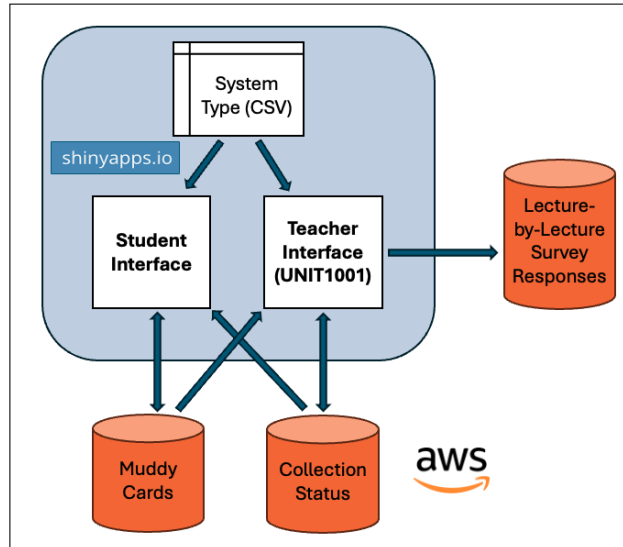 System
Type (CSV)
shinyapps.io
Student
Interface
Teacher
Interface
(UNIT1001)
Lecture-
by-Lecture
Survey
Responses
Muddy
Cards
Collection
Status
aws